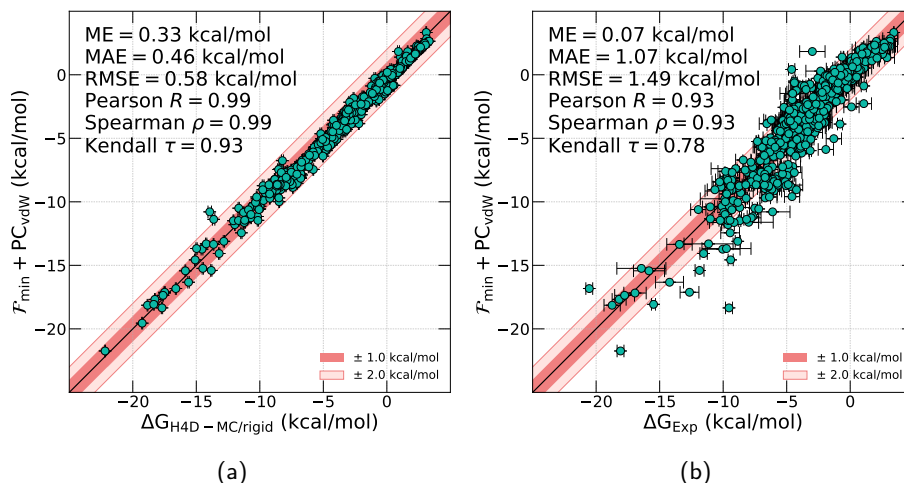 ME = 0.33 kcal/mol
MAE = 0.46 kcal/mol
RMSE = 0.58 kcal/mol
Pearson R = 0.99
Spearman ρ = 0.99
Kendall τ = 0.93
0
−5
−10
−15
−20
ℱmin + PCvdW (kcal/mol)
± 1.0 kcal/mol
± 2.0 kcal/mol
−20 −15 −10 −5 0
ΔGH4D − MC/rigid (kcal/mol)
(a)
ME = 0.07 kcal/mol
MAE = 1.07 kcal/mol
RMSE = 1.49 kcal/mol
Pearson R = 0.93
Spearman ρ = 0.93
Kendall τ = 0.78
0
−5
−10
−15
−20
ℱmin + PCvdW (kcal/mol)
± 1.0 kcal/mol
± 2.0 kcal/mol
−20 −15 −10 −5 0
ΔGExp (kcal/mol)
(b)